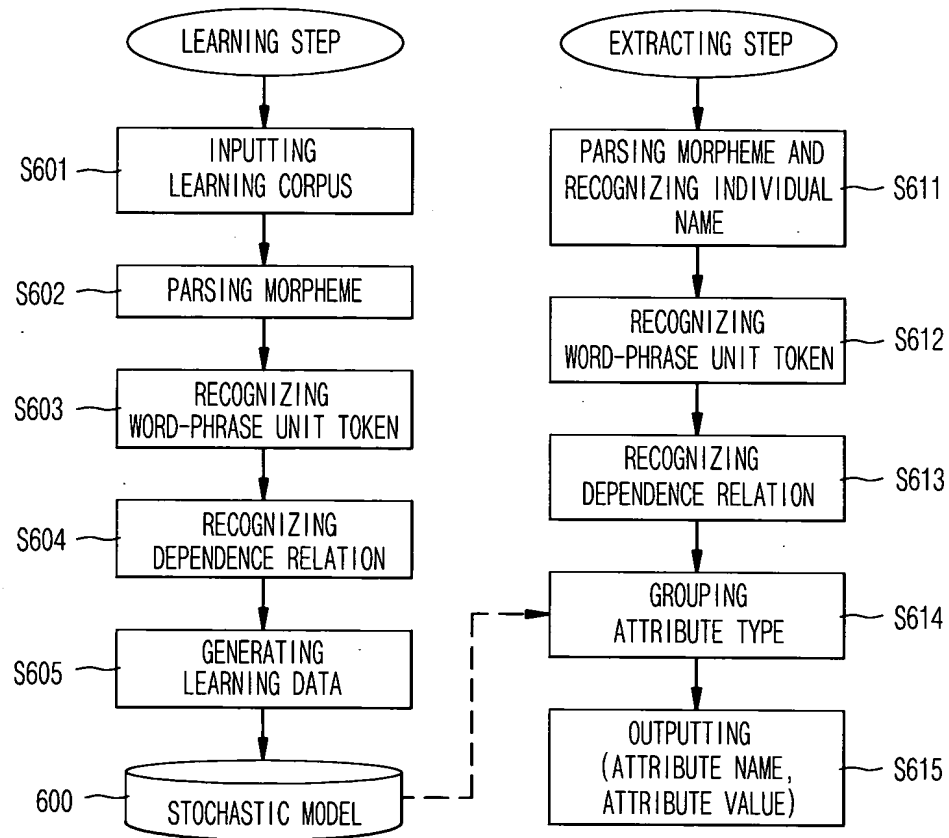 LEARNING STEP
S601
INPUTTING
LEARNING CORPUS
S602
PARSING MORPHEME
S603
RECOGNIZING
WORD-PHRASE UNIT TOKEN
S604
RECOGNIZING
DEPENDENCE RELATION
S605
GENERATING
LEARNING DATA
600
STOCHASTIC MODEL
EXTRACTING STEP
PARSING MORPHEME AND
RECOGNIZING INDIVIDUAL
NAME
S611
RECOGNIZING
WORD-PHRASE UNIT TOKEN
S612
RECOGNIZING
DEPENDENCE RELATION
S613
GROUPING
ATTRIBUTE TYPE
S614
OUTPUTTING
(ATTRIBUTE NAME,
ATTRIBUTE VALUE)
S615